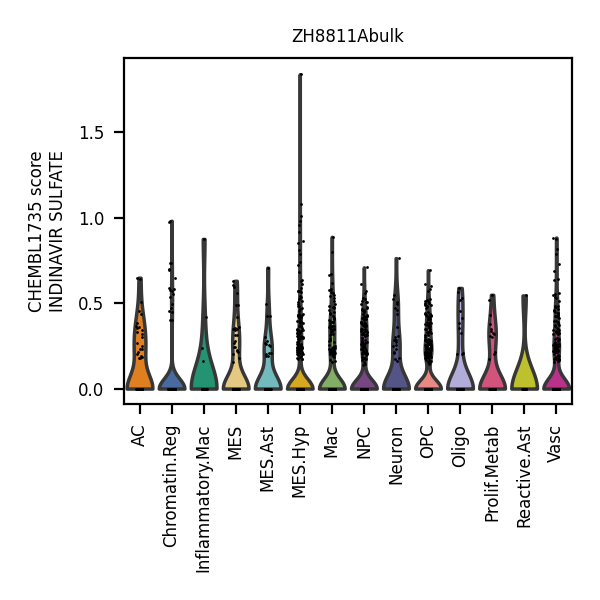 ZH8811Abulk
CHEMBL1735 score
INDINAVIR SULFATE
1.5
1.0
0.5
0.0
AC
Chromatin.Reg
Inflammatory.Mac
MES
MES.Ast
MES.Hyp
Mac
NPC
Neuron
OPC
Oligo
Prolif.Metab
Reactive.Ast
Vasc